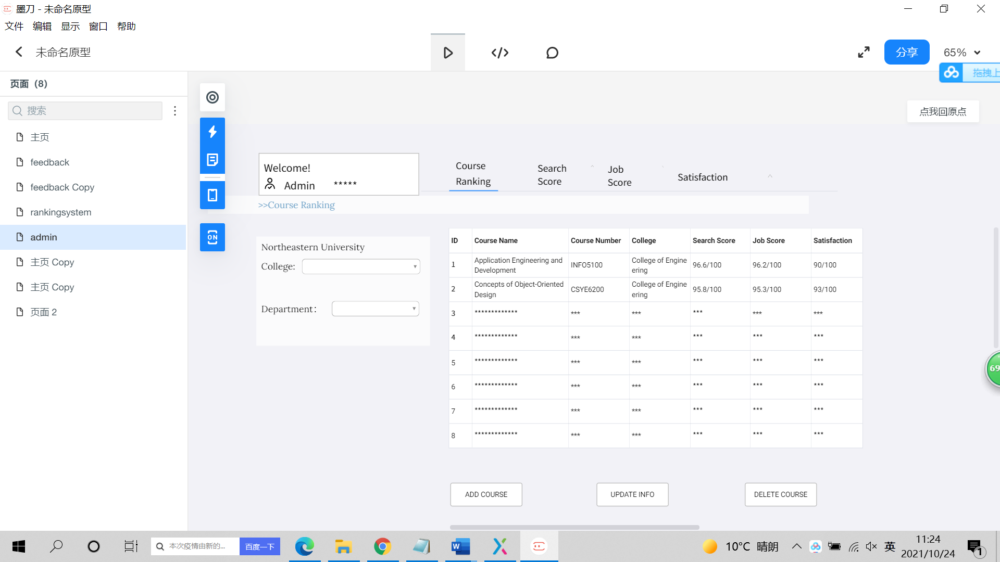 墨刀 - 未命名原型
文件 编辑 显示 窗口 帮助
未命名原型
分享
65%
拖拽上
页面 (8)
搜索
点我回原点
主页
feedback
feedback Copy
rankingsystem
admin
主页 Copy
主页 Copy
页面 2
ON
Welcome!
Admin *****
Course
Ranking
Search
Score
Job
Score
Satisfaction
>>Course Ranking
Northeastern University
College:
Department:
ID Course Name Course Number College Search Score Job Score Satisfaction
1 Application Engineering and Development INFO5100 College of Engineering 96.6/100 96.2/100 90/100
2 Concepts of Object-Oriented Design CSYE6200 College of Engineering 95.8/100 95.3/100 93/100
3 ************* *** *** *** *** ***
4 ************* *** *** *** *** ***
5 ************* *** *** *** *** ***
6 ************* *** *** *** *** ***
7 ************* *** *** *** *** ***
8 ************* *** *** *** *** ***
ADD COURSE UPDATE INFO DELETE COURSE
69
本次疫情由新的... 百度一下
W
10°C 晴朗
英
11:24
2021/10/24
1